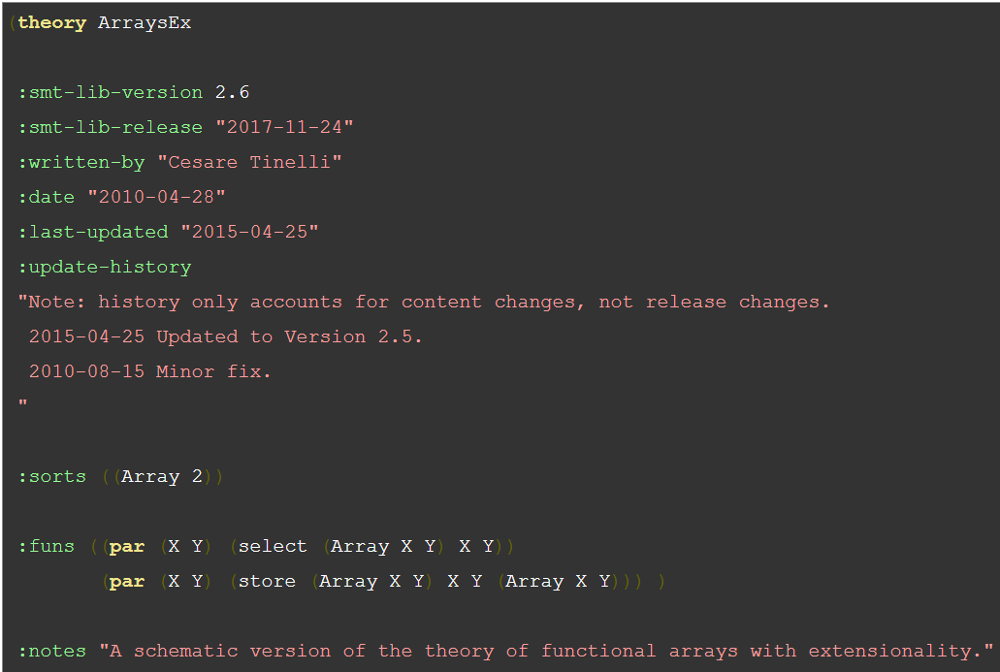 (theory ArraysEx
:smt-lib-version 2.6
:smt-lib-release "2017-11-24"
:written-by "Cesare Tinelli"
:date "2010-04-28"
:last-updated "2015-04-25"
:update-history
"Note: history only accounts for content changes, not release changes.
2015-04-25 Updated to Version 2.5.
2010-08-15 Minor fix.
"
:sorts ((Array 2))
:funs ((par (X Y) (select (Array X Y) X Y))
(par (X Y) (store (Array X Y) X Y (Array X Y))) )
:notes "A schematic version of the theory of functional arrays with extensionality."